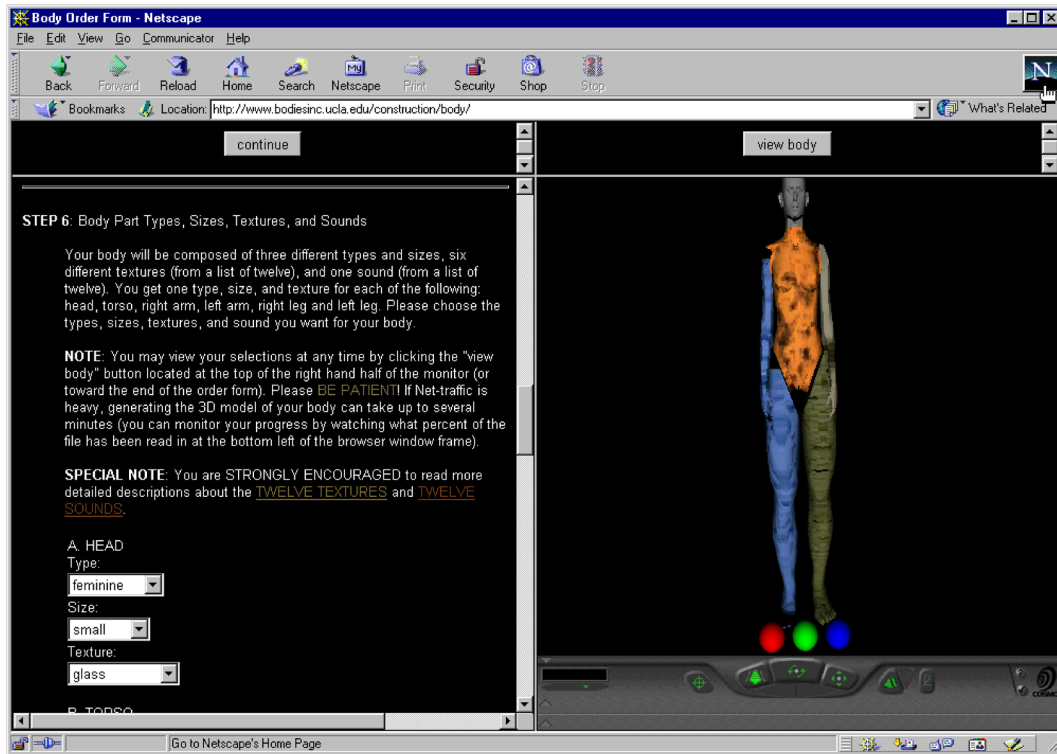 Body Order Form - Netscape
File Edit View Go Communicator Help
Back Forward Reload Home Search Netscape Print Security Shop Stop
My
N
Bookmarks Location: http://www.bodiesinc.ucla.edu/construction/body/ What's Related
continue
view body
STEP 6: Body Part Types, Sizes, Textures, and Sounds
Your body will be composed of three different types and sizes, six
different textures (from a list of twelve), and one sound (from a list of
twelve). You get one type, size, and texture for each of the following:
head, torso, right arm, left arm, right leg and left leg. Please choose the
types, sizes, textures, and sound you want for your body.
NOTE: You may view your selections at any time by clicking the "view
body" button located at the top of the right hand half of the monitor (or
toward the end of the order form). Please BE PATIENT! If Net-traffic is
heavy, generating the 3D model of your body can take up to several
minutes (you can monitor your progress by watching what percent of the
file has been read in at the bottom left of the browser window frame).
SPECIAL NOTE: You are STRONGLY ENCOURAGED to read more
detailed descriptions about the TWELVE TEXTURES and TWELVE
SOUNDS.
A. HEAD
Type:
feminine
Size:
small
Texture:
glass
B. TORSO
COSMO
Go to Netscape's Home Page